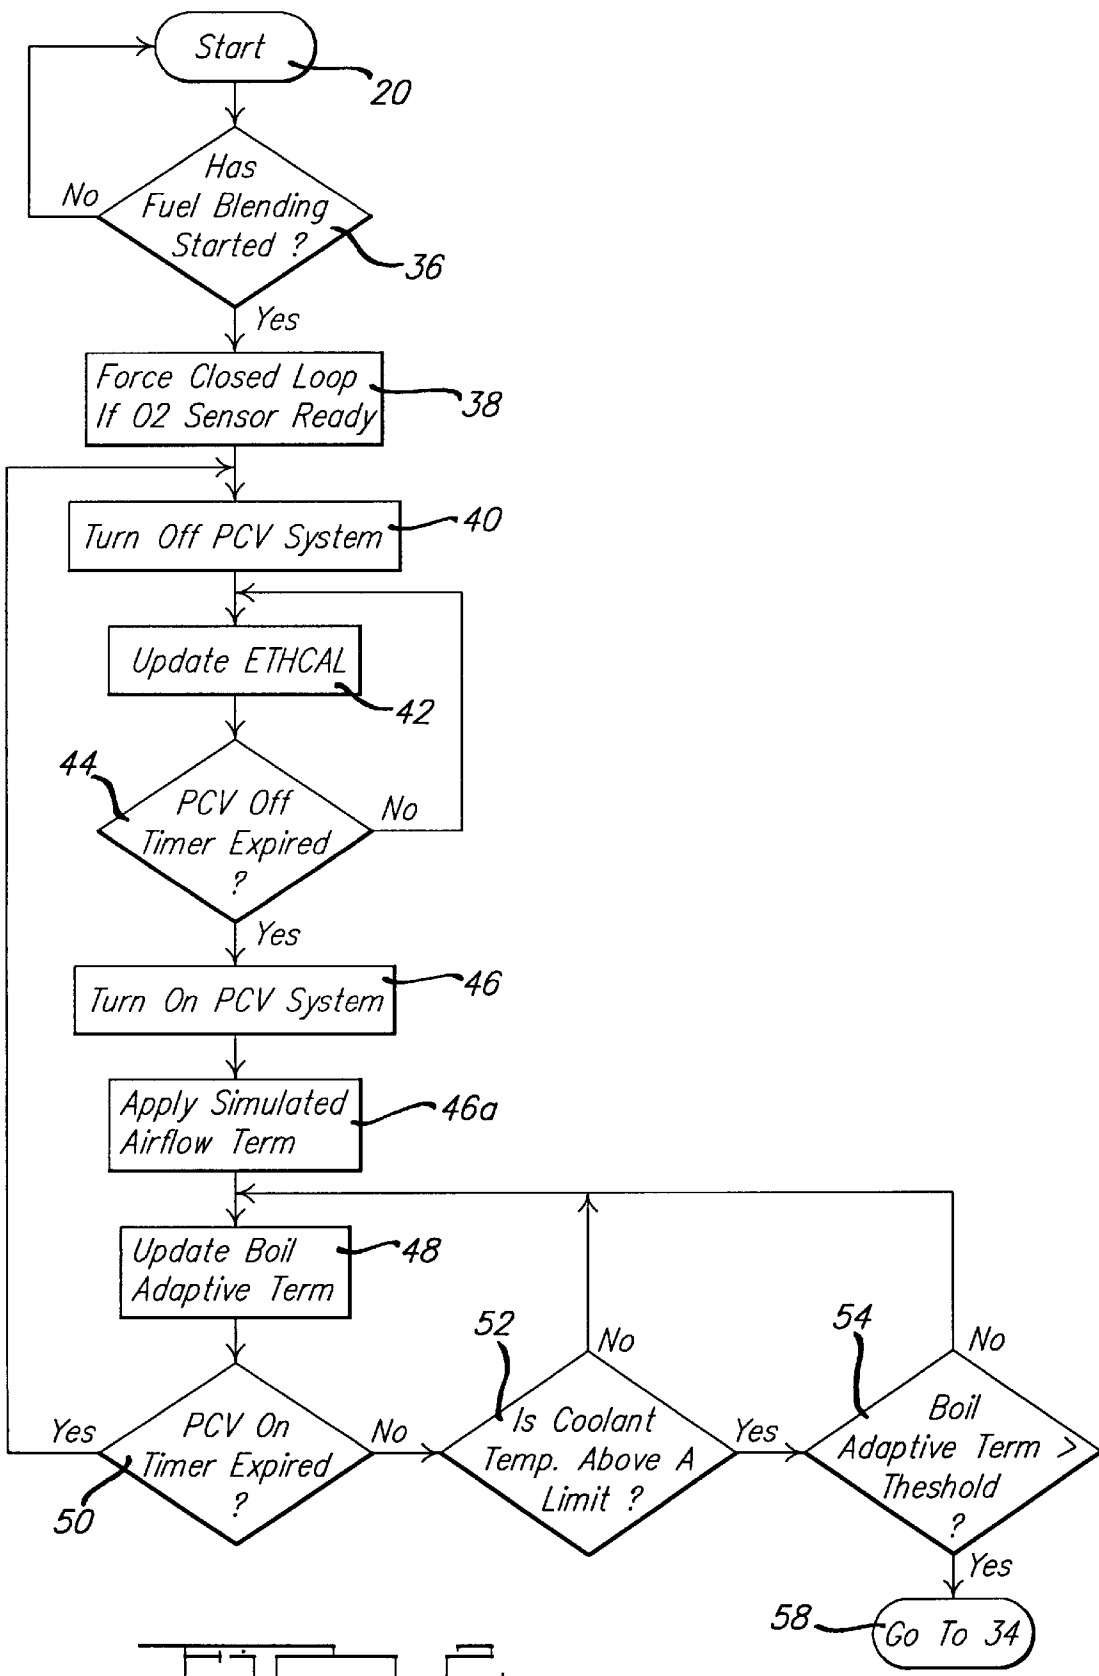 Start
20
Has
Fuel Blending
Started ?
36
No
Yes
Force Closed Loop
If O2 Sensor Ready
38
Turn Off PCV System
40
Update ETHCAL
42
44
PCV Off
Timer Expired
?
No
Yes
Turn On PCV System
46
Apply Simulated
Airflow Term
46a
Update Boil
Adaptive Term
48
Yes
PCV On
Timer Expired
?
50
No
52
No
Is Coolant
Temp. Above A
Limit ?
Yes
54
No
Boil
Adaptive Term >
Theshold
?
Yes
58
Go To 34